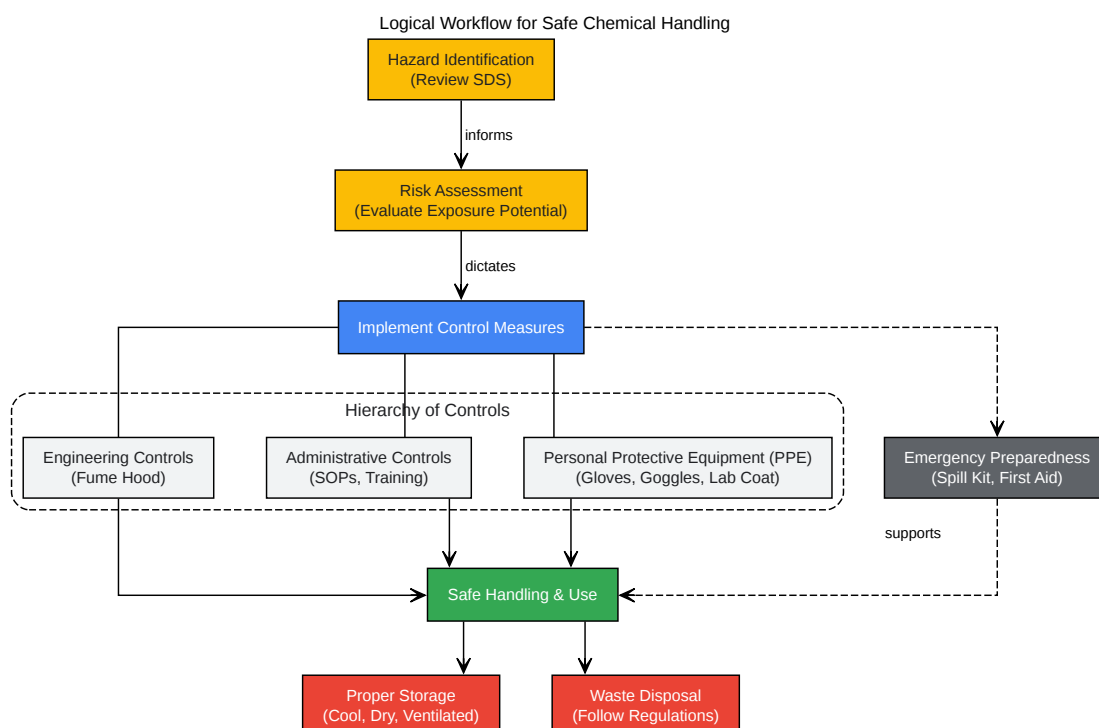 Logical Workflow for Safe Chemical Handling
Hazard Identification
(Review SDS)
informs
Risk Assessment
(Evaluate Exposure Potential)
dictates
Implement Control Measures
Hierarchy of Controls
Engineering Controls
(Fume Hood)
Administrative Controls
(SOPs, Training)
Personal Protective Equipment (PPE)
(Gloves, Goggles, Lab Coat)
Emergency Preparedness
(Spill Kit, First Aid)
supports
Safe Handling & Use
Proper Storage
(Cool, Dry, Ventilated)
Waste Disposal
(Follow Regulations)